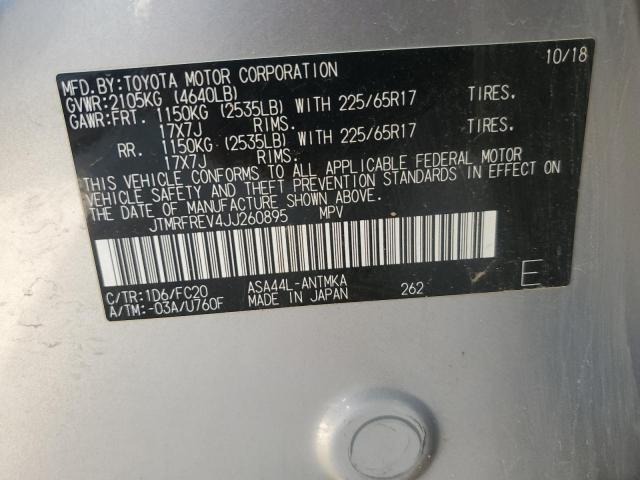 MFD.BY:TOYOTA MOTOR CORPORATION 10/18
GVWR:2105KG (4640LB)
GAWR:FRT. 1150KG (2535LB) WITH 225/65R17 TIRES.
17X7J RIMS.
RR. 1150KG (2535LB) WITH 225/65R17 TIRES.
17X7J RIMS.
THIS VEHICLE CONFORMS TO ALL APPLICABLE FEDERAL MOTOR
VEHICLE SAFETY AND THEFT PREVENTION STANDARDS IN EFFECT ON
THE DATE OF MANUFACTURE SHOWN ABOVE.
JTMRFREV4JJ260895 MPV
C/TR:1D6/FC20 ASA44L-ANTMKA 262 E
A/TM:-03A/U760F MADE IN JAPAN